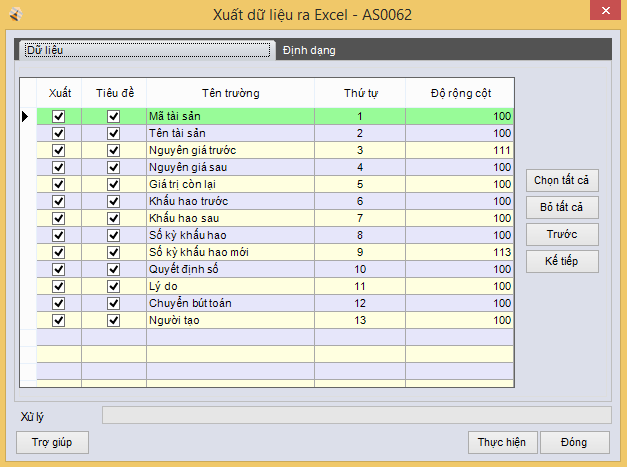 Xuất dữ liệu ra Excel - AS0062
Dữ liệu Định dạng
Xuất Tiêu đề Tên trường Thứ tự Độ rộng cột
Mã tài sản 1 100
Tên tài sản 2 100
Nguyên giá trước 3 111
Nguyên giá sau 4 100
Giá trị còn lại 5 100
Khấu hao trước 6 100
Khấu hao sau 7 100
Số kỳ khấu hao 8 100
Số kỳ khấu hao mới 9 113
Quyết định số 10 100
Lý do 11 100
Chuyển bút toán 12 100
Người tạo 13 100
Chọn tất cả
Bỏ tất cả
Trước
Kế tiếp
Xử lý
Trợ giúp Thực hiện Đóng